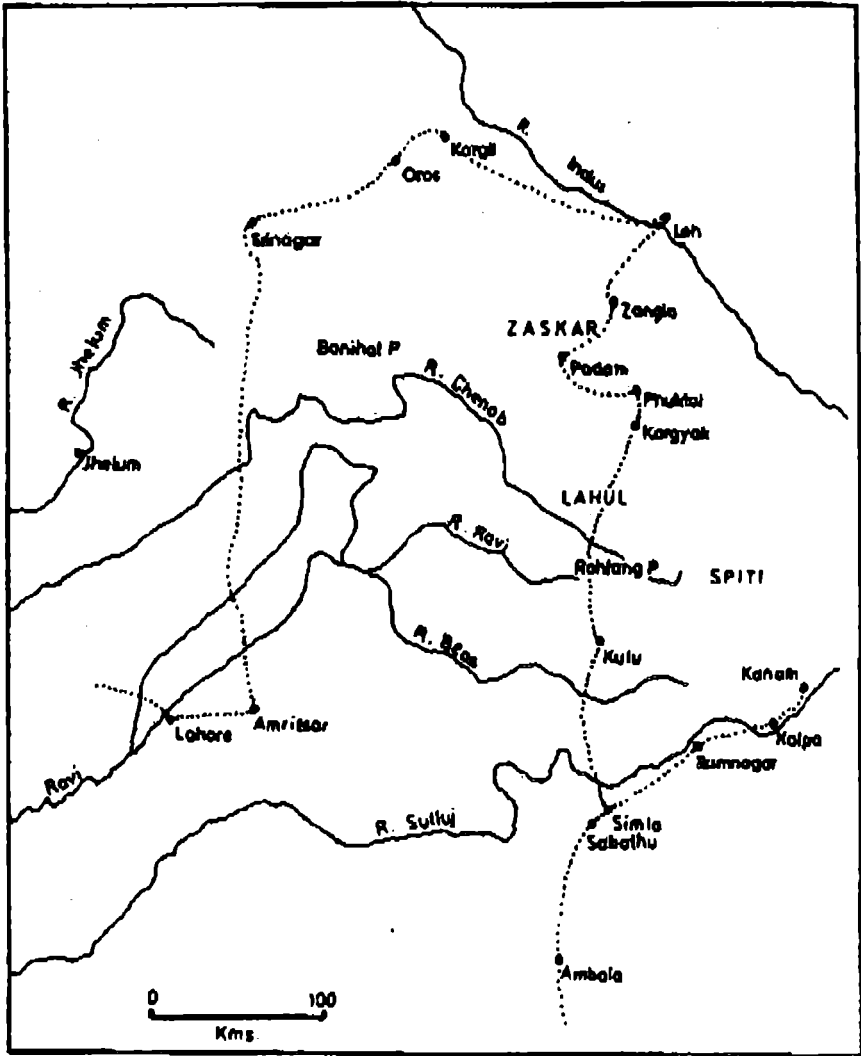 R. Indus
Kargil
Oros
Srinagar
Leh
Zangla
ZASKAR
R. Jhelum
Banihal P
Padam
R. Chenab
Phuktal
Kargyak
Jhelum
LAHUL
R. Ravi
Rohtang P
SPITI
R. Beas
Kulu
Kanam
Lahore
Amritsar
Kalpa
Rumnagar
Ravi
R. Sutluj
Simla
Sabathu
Ambala
0 100
Kms